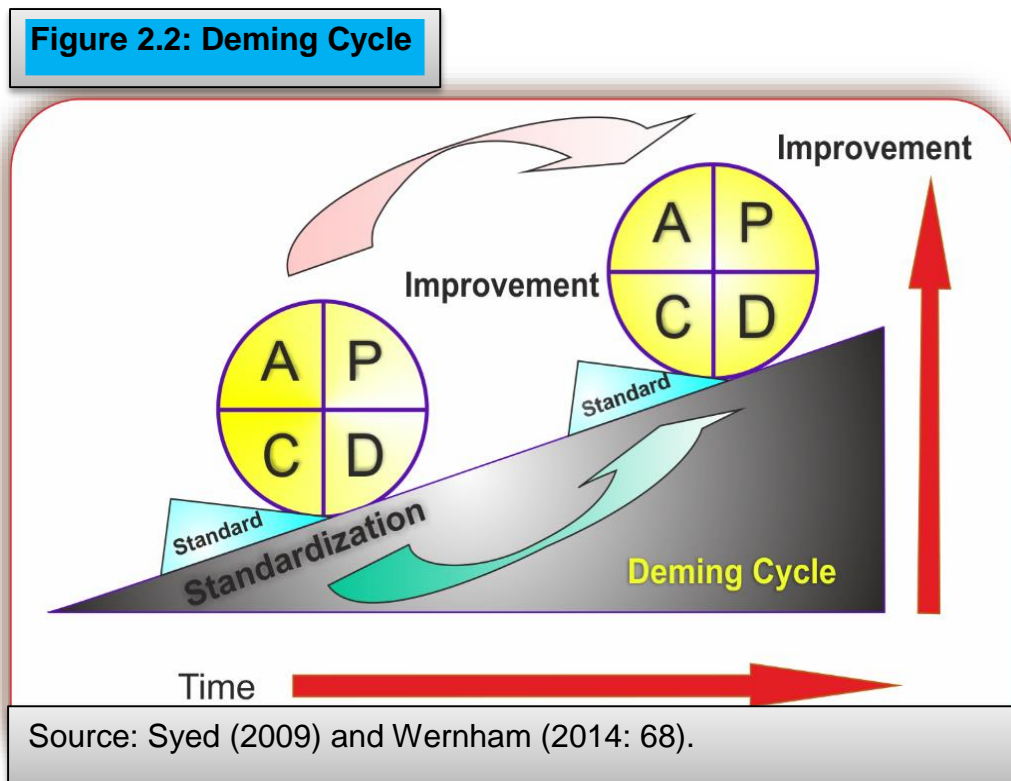 Figure 2.2: Deming Cycle
Improvement
Improvement
A P
C D
A P
C D
Standard
Standard
Standardization
Deming Cycle
Time
Source: Syed (2009) and Wernham (2014: 68).